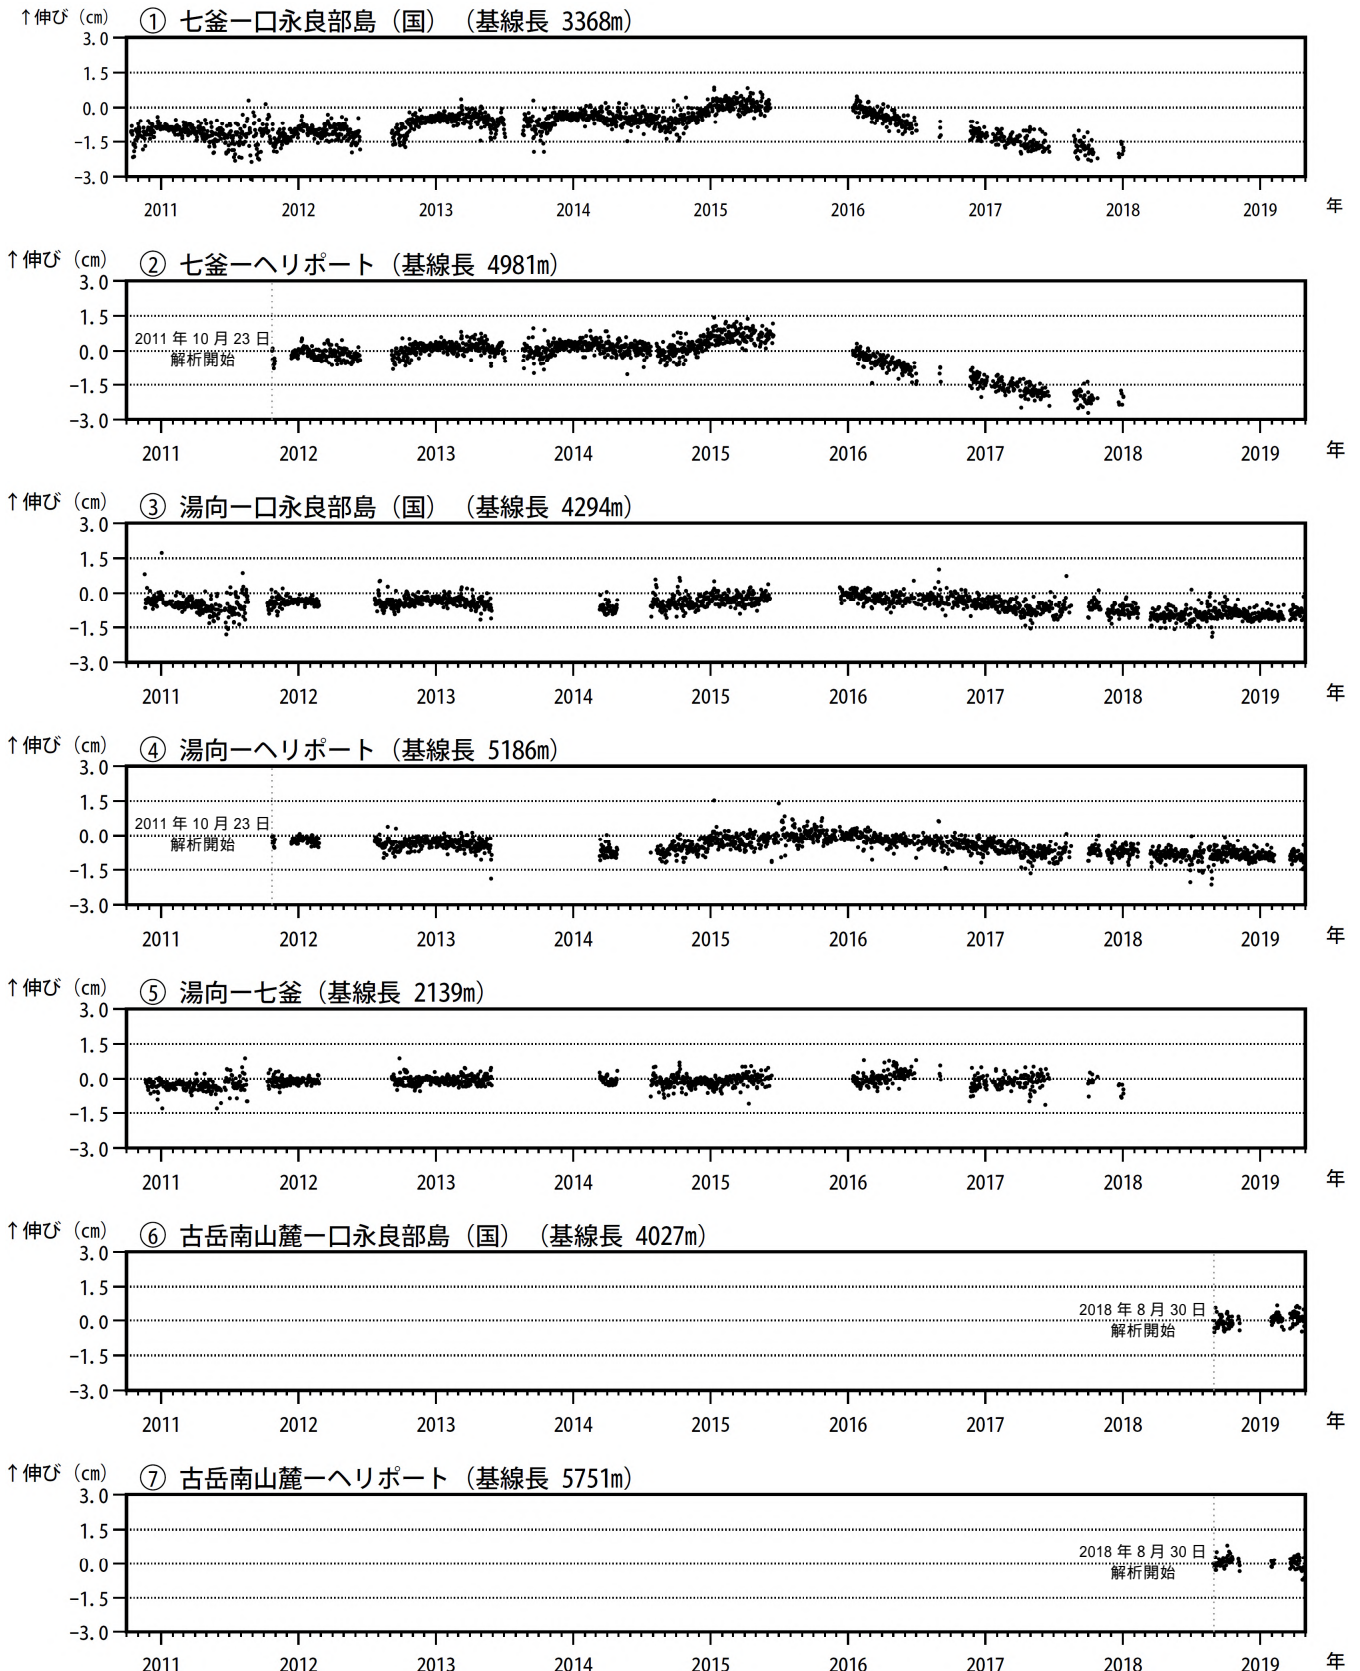 ↑伸び（cm） ① 七釜ー口永良部島（国）（基線長 3368m）
3.0
1.5
0.0
−1.5
−3.0
2011 2012 2013 2014 2015 2016 2017 2018 2019 年
↑伸び（cm） ② 七釜ーヘリポート（基線長 4981m）
3.0
1.5
2011 年 10 月 23 日
0.0
解析開始
−1.5
−3.0
2011 2012 2013 2014 2015 2016 2017 2018 2019 年
↑伸び（cm） ③ 湯向ー口永良部島（国）（基線長 4294m）
3.0
1.5
0.0
−1.5
−3.0
2011 2012 2013 2014 2015 2016 2017 2018 2019 年
↑伸び（cm） ④ 湯向ーヘリポート（基線長 5186m）
3.0
1.5
2011 年 10 月 23 日
0.0
解析開始
−1.5
−3.0
2011 2012 2013 2014 2015 2016 2017 2018 2019 年
↑伸び（cm） ⑤ 湯向ー七釜（基線長 2139m）
3.0
1.5
0.0
−1.5
−3.0
2011 2012 2013 2014 2015 2016 2017 2018 2019 年
↑伸び（cm） ⑥ 古岳南山麓ー口永良部島（国）（基線長 4027m）
3.0
1.5
2018 年 8 月 30 日
0.0
解析開始
−1.5
−3.0
2011 2012 2013 2014 2015 2016 2017 2018 2019 年
↑伸び（cm） ⑦ 古岳南山麓ーヘリポート（基線長 5751m）
3.0
1.5
2018 年 8 月 30 日
0.0
解析開始
−1.5
−3.0
2011 2012 2013 2014 2015 2016 2017 2018 2019 年